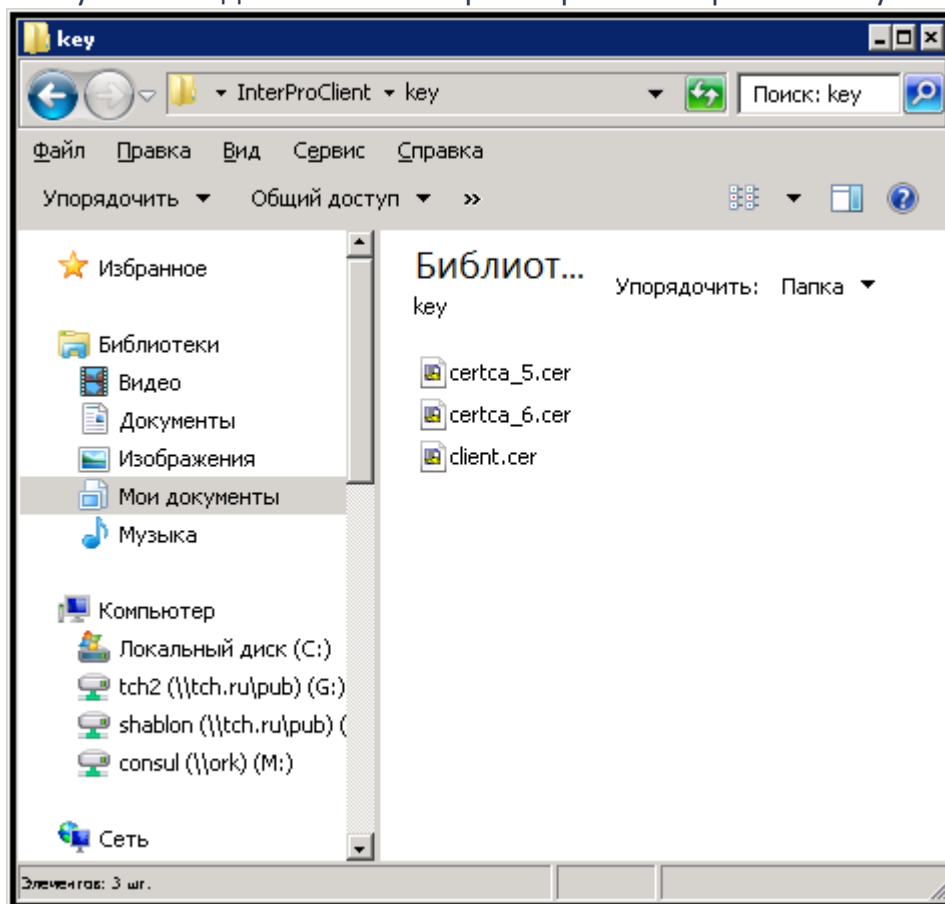 key
InterProClient key
Поиск: key
Файл Правка Вид Сервис Справка
Упорядочить Общий доступ »
Избранное
Библиотеки
Видео
Документы
Изображения
Мои документы
Музыка
Компьютер
Локальный диск (C:)
tch2 (\\tch.ru\pub) (G:)
shablon (\\tch.ru\pub) (
consul (\\ork) (M:)
Сеть
Библиот...
key
Упорядочить: Папка
certca_5.cer
certca_6.cer
client.cer
Элементов: 3 шт.